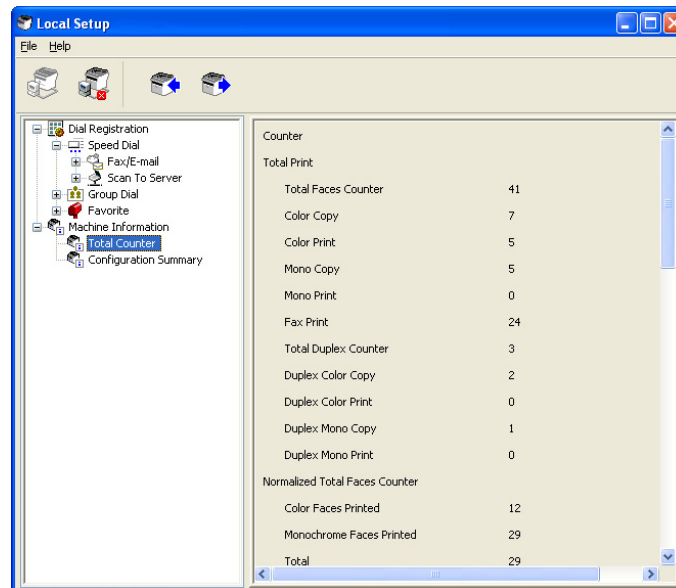 Local Setup
File Help
Dial Registration
Speed Dial
Fax/E-mail
Scan To Server
Group Dial
Favorite
Machine Information
Total Counter
Configuration Summary
Counter
Total Print
Total Faces Counter 41
Color Copy 7
Color Print 5
Mono Copy 5
Mono Print 0
Fax Print 24
Total Duplex Counter 3
Duplex Color Copy 2
Duplex Color Print 0
Duplex Mono Copy 1
Duplex Mono Print 0
Normalized Total Faces Counter
Color Faces Printed 12
Monochrome Faces Printed 29
Total 29